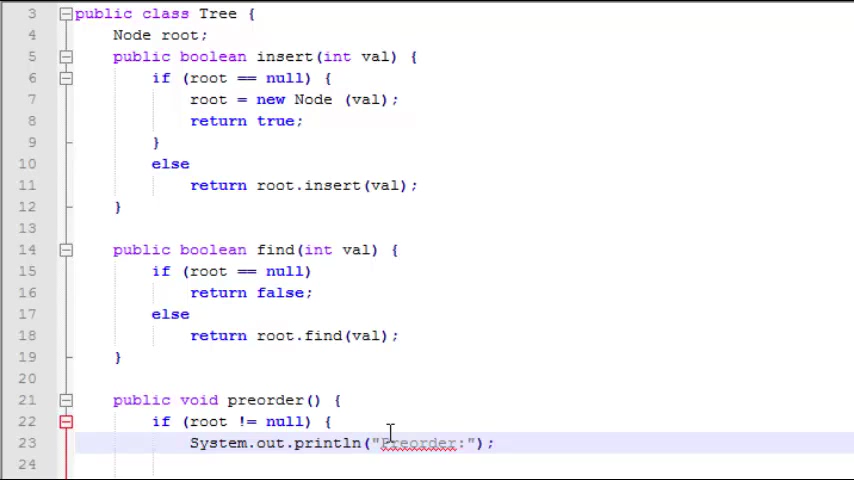 3 public class Tree {
4 Node root;
5 public boolean insert(int val) {
6 if (root == null) {
7 root = new Node (val);
8 return true;
9 }
10 else
11 return root.insert(val);
12 }
13
14 public boolean find(int val) {
15 if (root == null)
16 return false;
17 else
18 return root.find(val);
19 }
20
21 public void preorder() {
22 if (root != null) {
23 System.out.println("Preorder:");
24